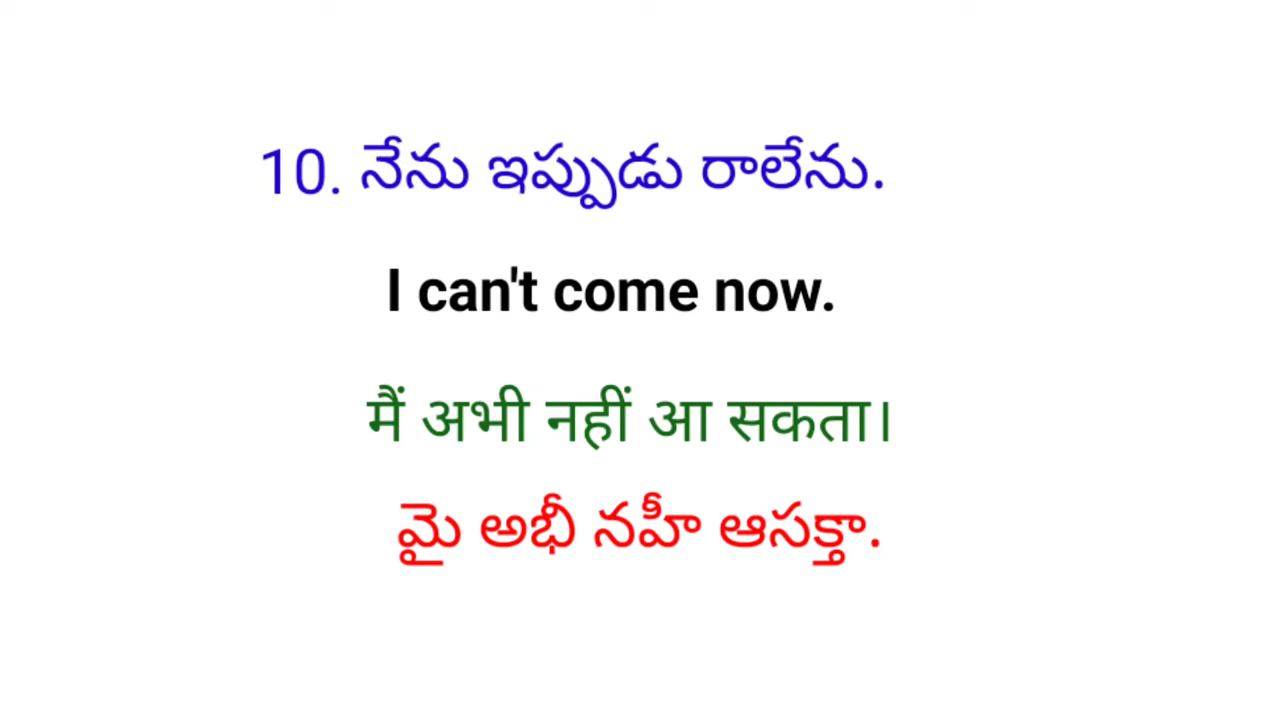 10. నేను ఇప్పుడు రాలేను.
I can't come now.
मैं अभी नहीं आ सकता।
మై అభీ నహీ ఆసక్తా.